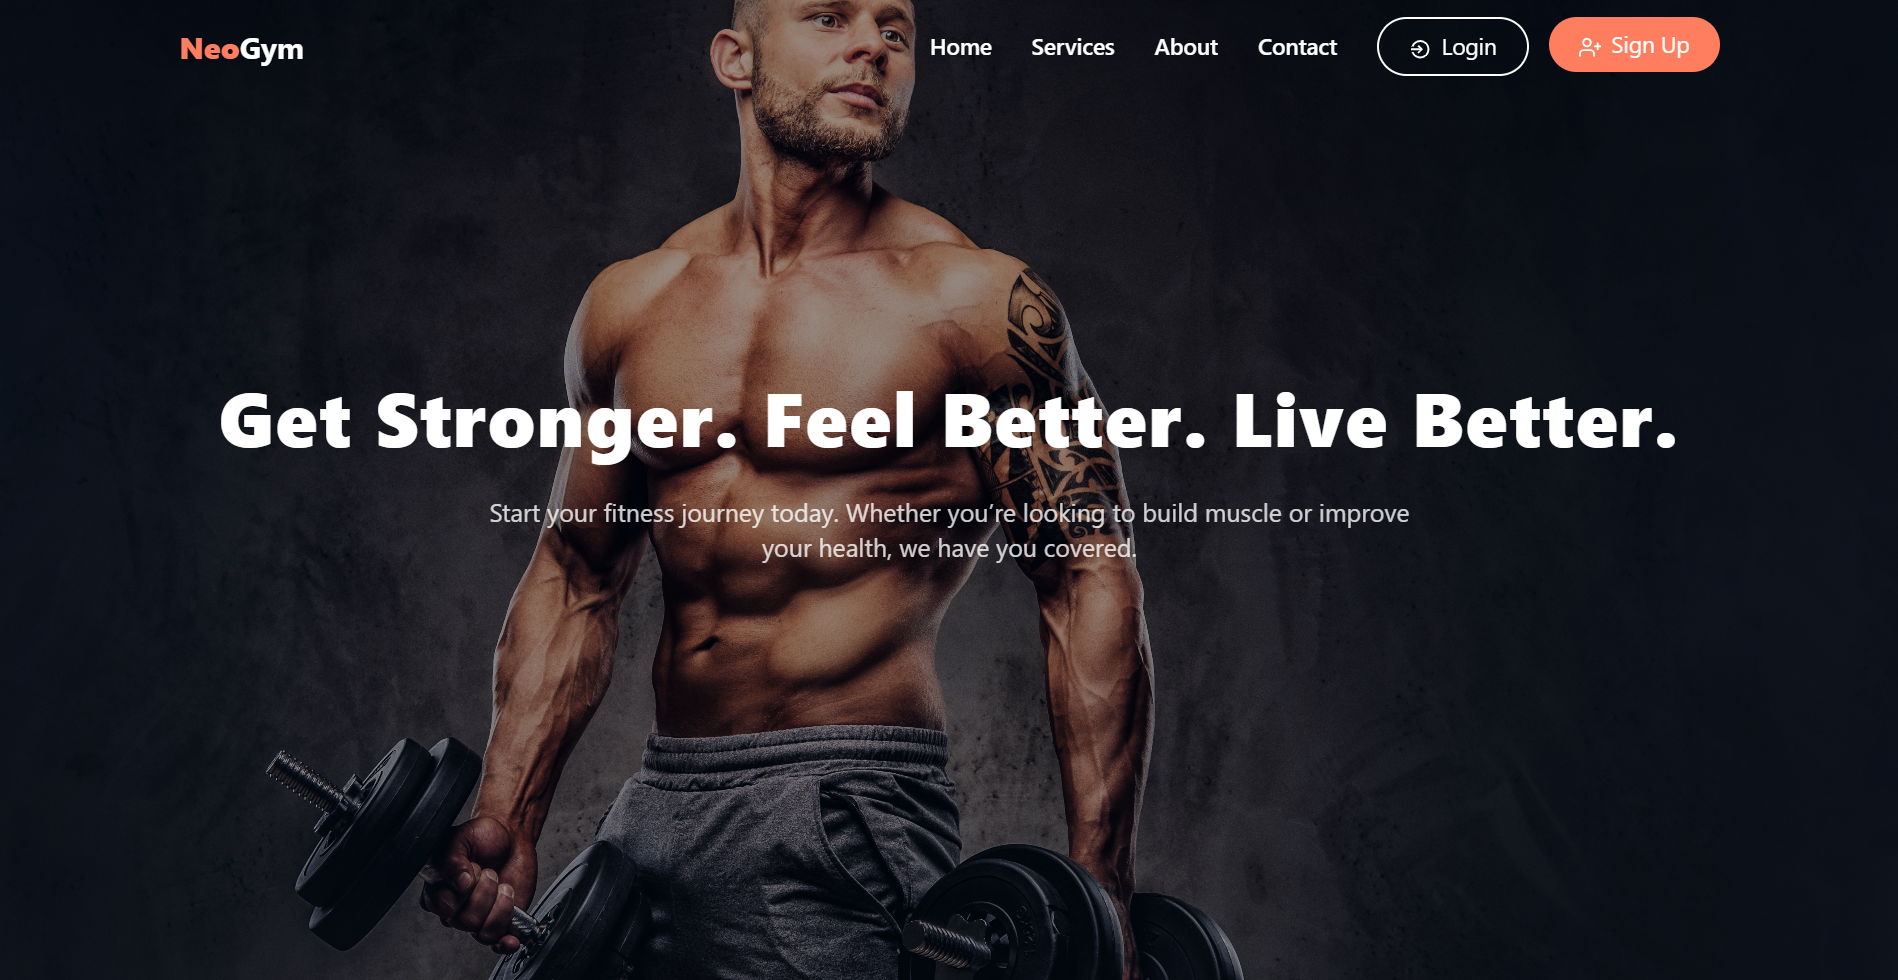 NeoGym
Home
Services
About
Contact
Login
Sign Up
Get Stronger. Feel Better. Live Better.
Start your fitness journey today. Whether you’re looking to build muscle or improve
your health, we have you covered.